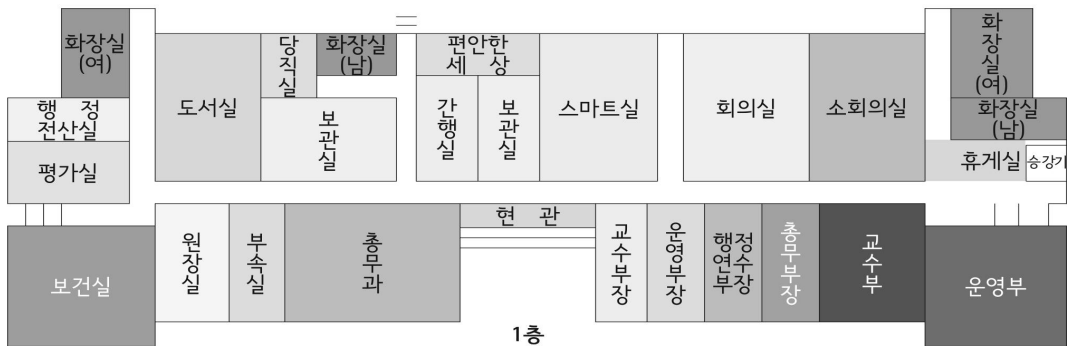 화장실
(여)
행 정
전산실
평가실
보건실
도서실
당직실
화장실
(남)
보관실
편안한
세 상
간행실
보관실
스마트실
회의실
소회의실
화장실(여)
화장실
(남)
휴게실
승강기
원장실
부속실
총무과
현 관
교수부장
운영부장
행정
연수
부장
총무부장
교수부
운영부
1층